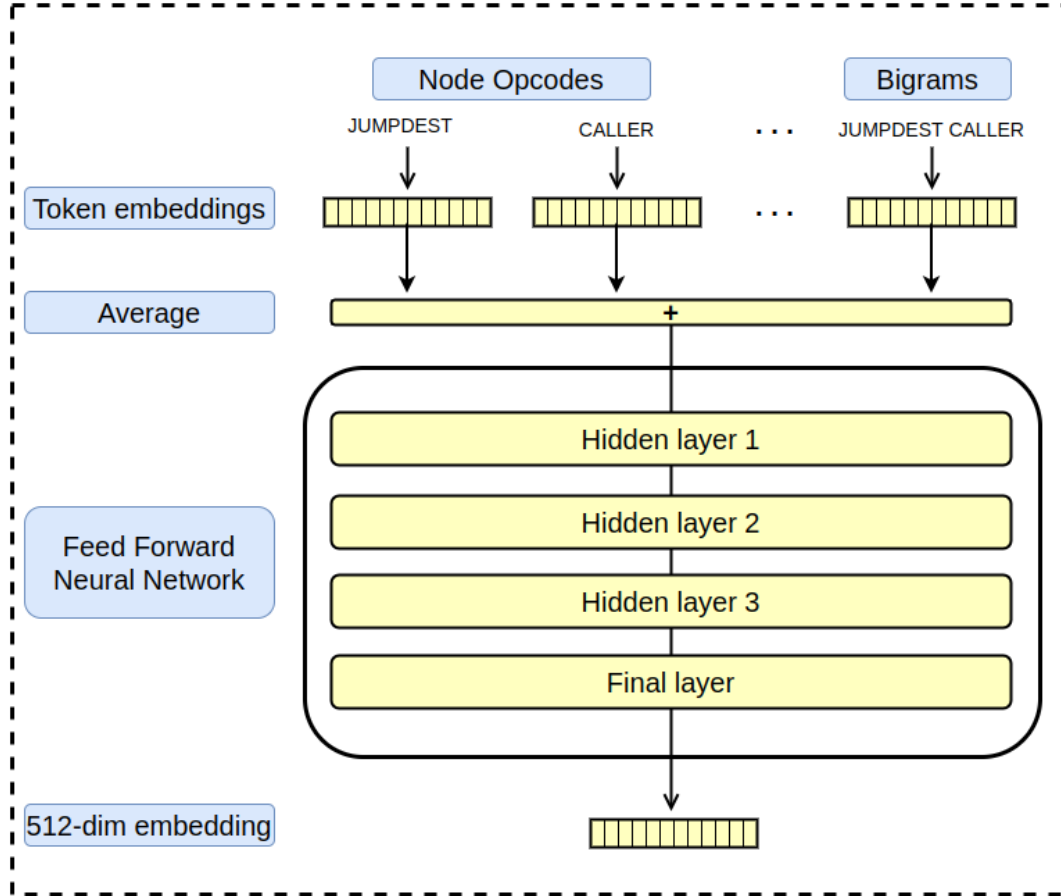 Node Opcodes
Bigrams
JUMPDEST
CALLER
...
JUMPDEST CALLER
Token embeddings
...
Average
+
Hidden layer 1
Hidden layer 2
Feed Forward
Neural Network
Hidden layer 3
Final layer
512-dim embedding